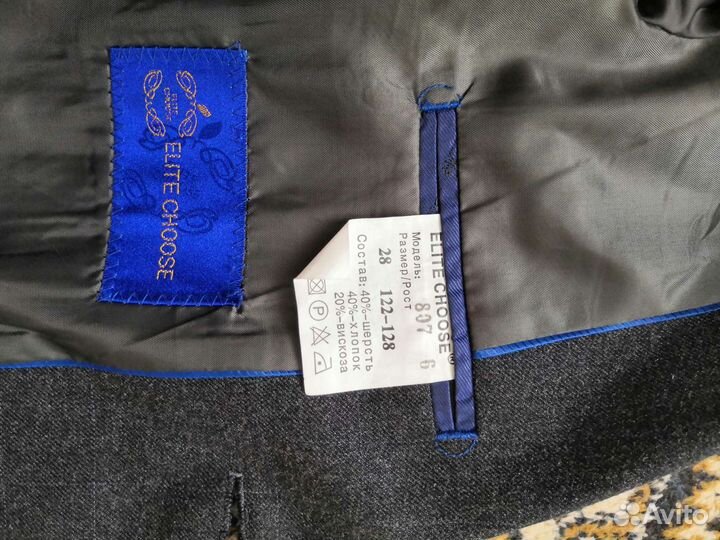 ELITE CHOOSE
ELITE CHOOSE®
Модель: 807 6
Размер/Рост
28 122-128
Состав: 40%-шерсть
40%-хлопок
20%-вискоза
P
Avito